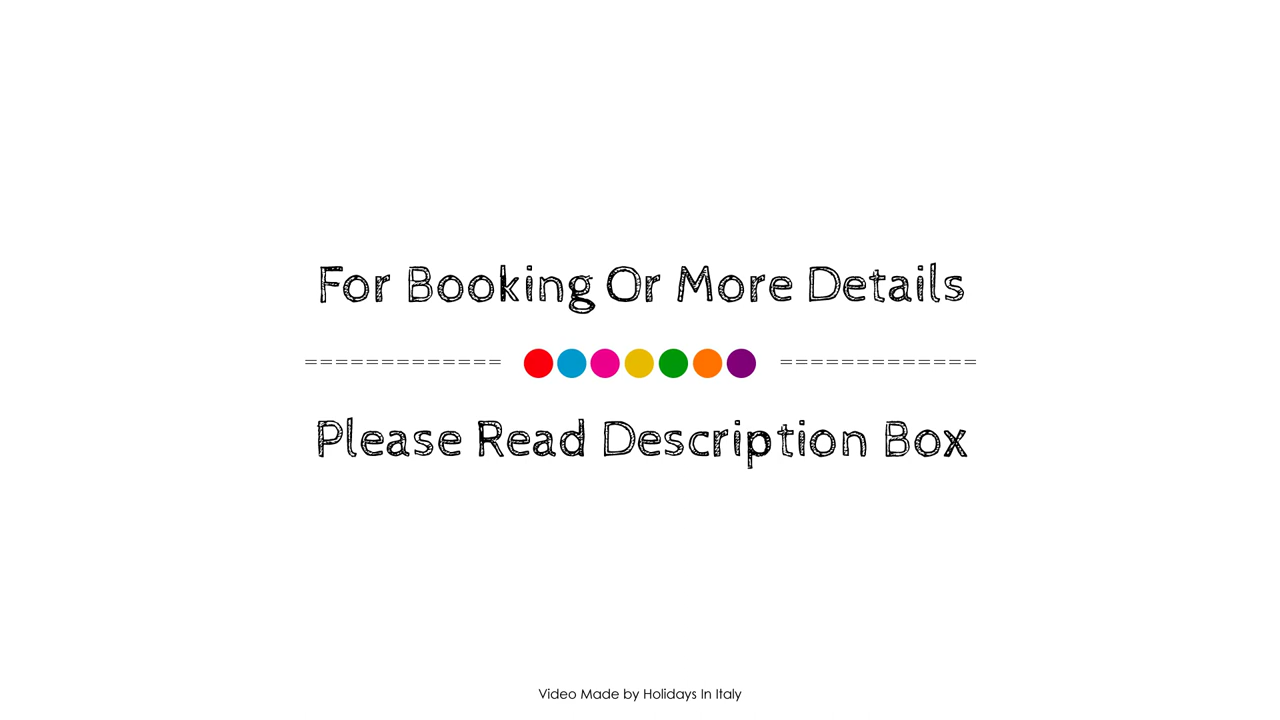 For Booking Or More Details
============= =============
Please Read Description Box
Video Made by Holidays In Italy